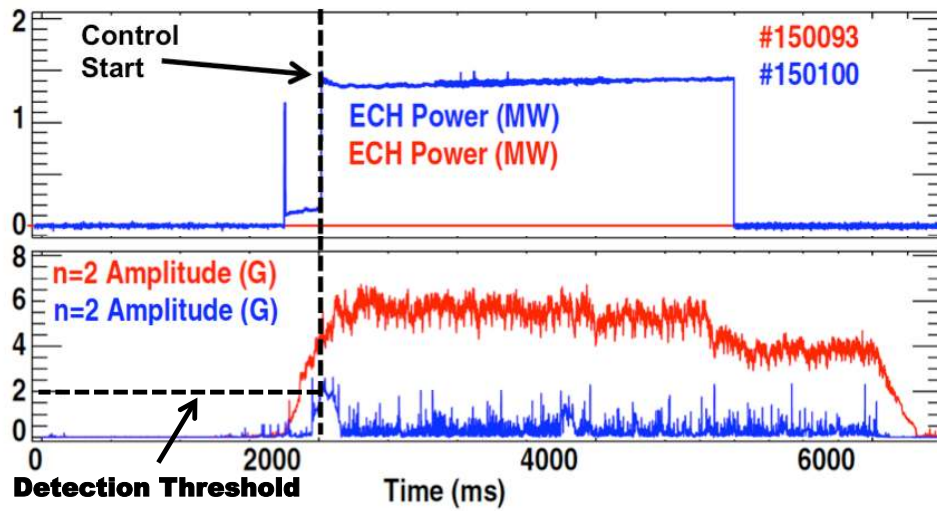 2
Control
Start
#150093
#150100
1
ECH Power (MW)
ECH Power (MW)
0
8
n=2 Amplitude (G)
n=2 Amplitude (G)
6
4
2
0
0 2000 4000 6000
Detection Threshold
Time (ms)